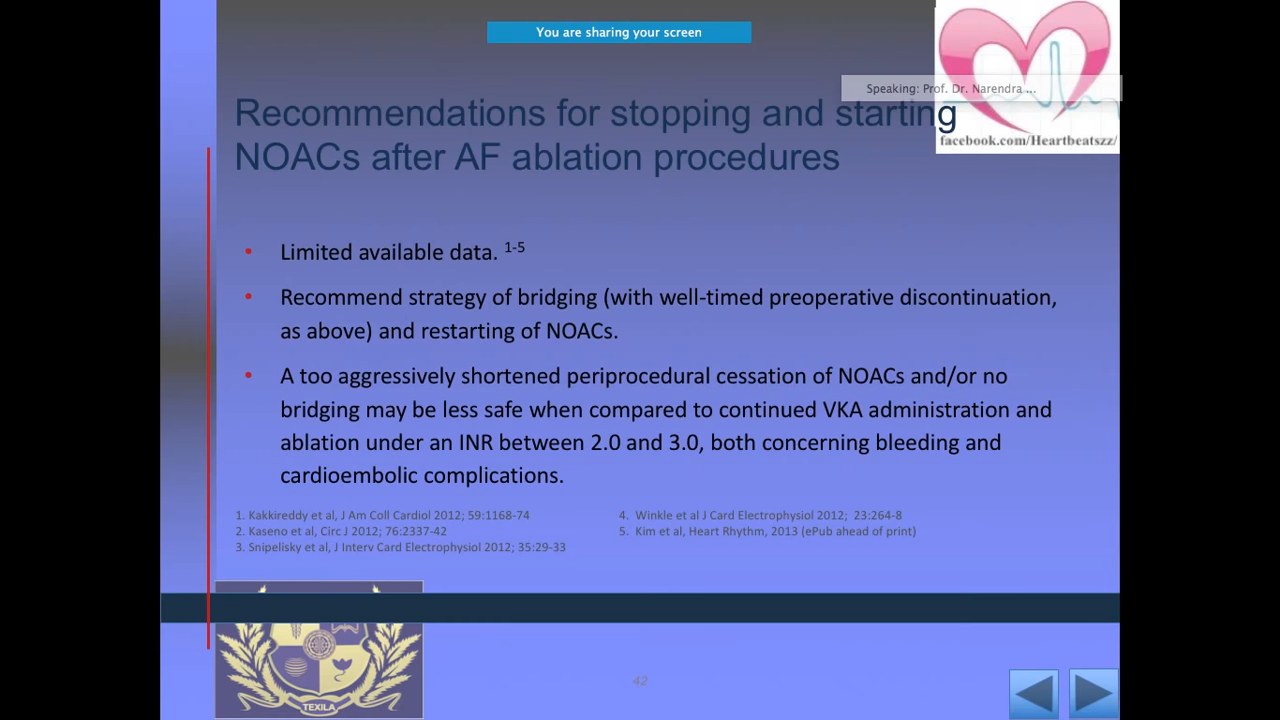 You are sharing your screen
Speaking: Prof. Dr. Narendra ...
facebook.com/Heartbeatszz/
Recommendations for stopping and starting
NOACs after AF ablation procedures
• Limited available data. 1-5
• Recommend strategy of bridging (with well-timed preoperative discontinuation,
as above) and restarting of NOACs.
• A too aggressively shortened periprocedural cessation of NOACs and/or no
bridging may be less safe when compared to continued VKA administration and
ablation under an INR between 2.0 and 3.0, both concerning bleeding and
cardioembolic complications.
1. Kakkireddy et al, J Am Coll Cardiol 2012; 59:1168-74
2. Kaseno et al, Circ J 2012; 76:2337-42
3. Snipelisky et al, J Interv Card Electrophysiol 2012; 35:29-33
4. Winkle et al J Card Electrophysiol 2012; 23:264-8
5. Kim et al, Heart Rhythm, 2013 (ePub ahead of print)
TEXILA
42